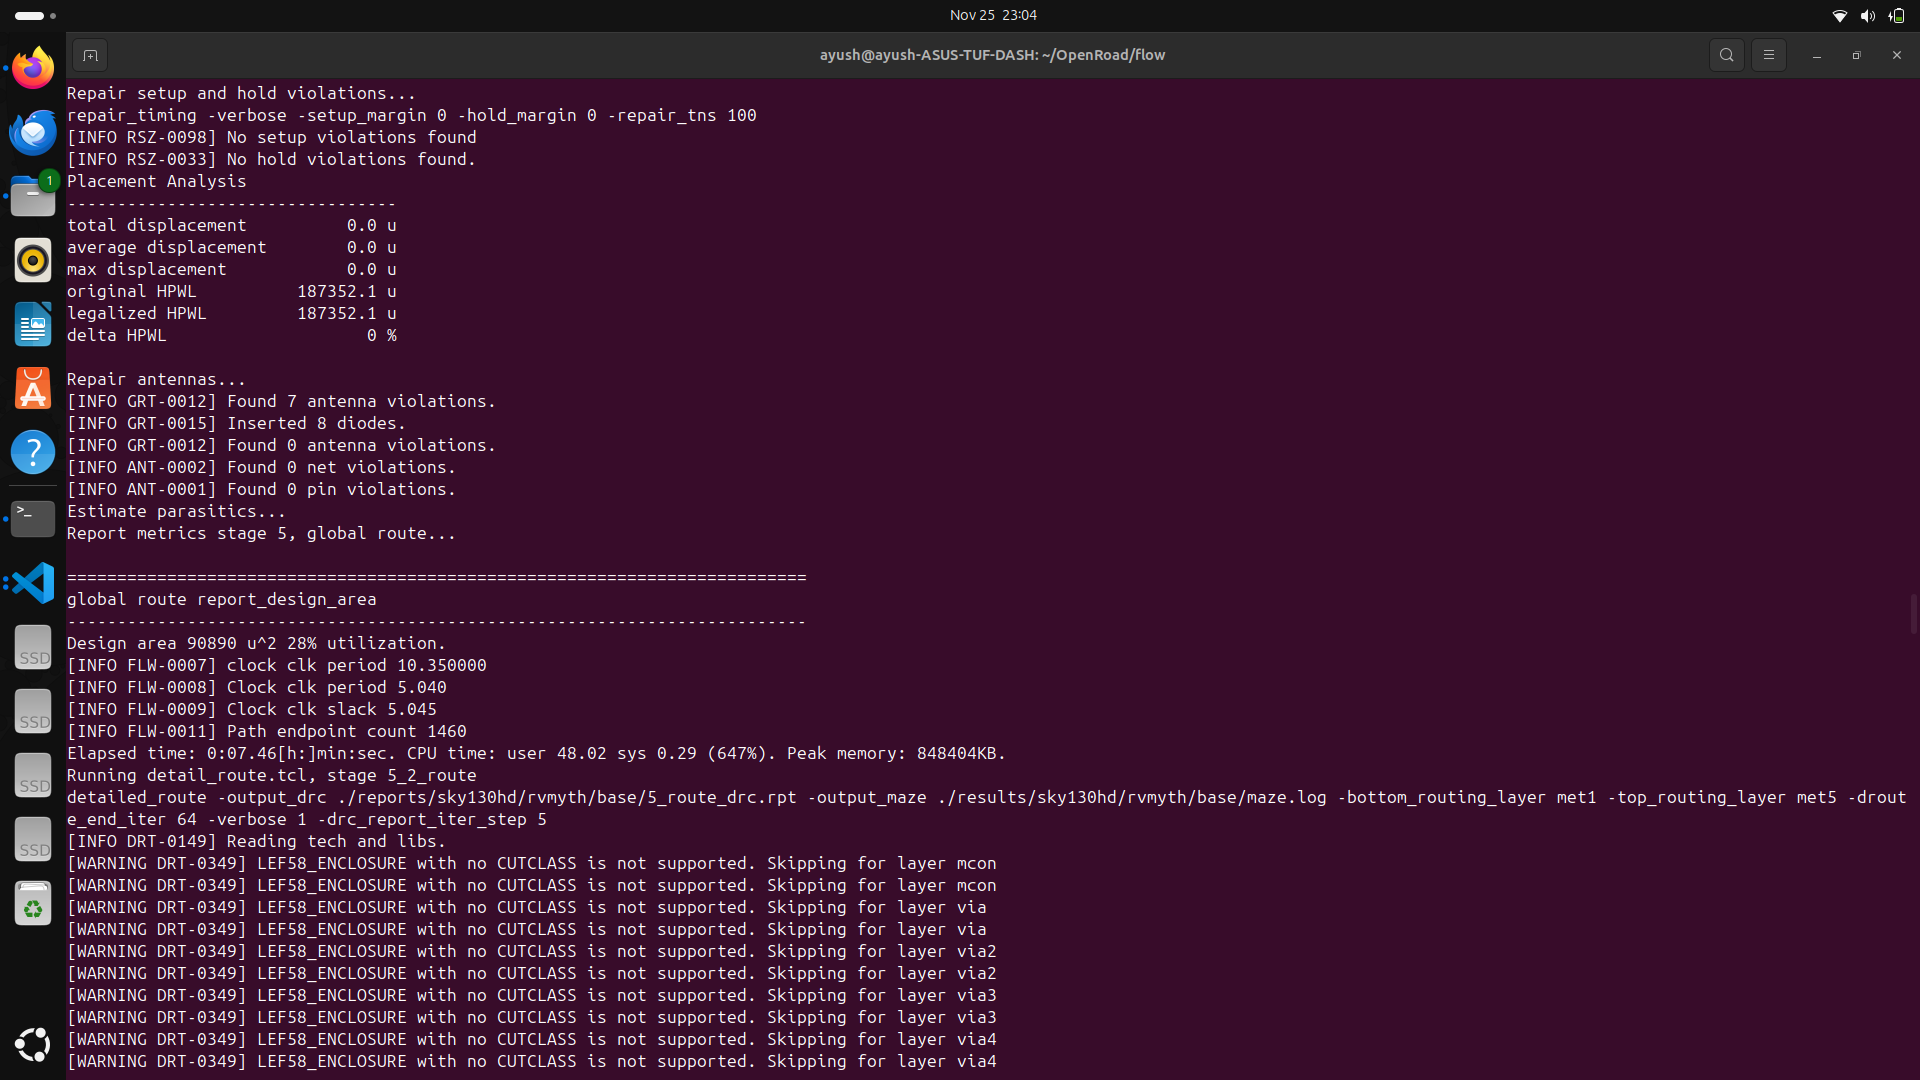 Nov 25 23:04
ayush@ayush-ASUS-TUF-DASH: ~/OpenRoad/flow
Repair setup and hold violations...
repair_timing -verbose -setup_margin 0 -hold_margin 0 -repair_tns 100
[INFO RSZ-0098] No setup violations found
[INFO RSZ-0033] No hold violations found.
Placement Analysis
---------------------------------
total displacement          0.0 u
average displacement        0.0 u
max displacement            0.0 u
original HPWL          187352.1 u
legalized HPWL         187352.1 u
delta HPWL                    0 %
Repair antennas...
[INFO GRT-0012] Found 7 antenna violations.
[INFO GRT-0015] Inserted 8 diodes.
[INFO GRT-0012] Found 0 antenna violations.
[INFO ANT-0002] Found 0 net violations.
[INFO ANT-0001] Found 0 pin violations.
Estimate parasitics...
Report metrics stage 5, global route...
==========================================================================
global route report_design_area
--------------------------------------------------------------------------
Design area 90890 u^2 28% utilization.
[INFO FLW-0007] clock clk period 10.350000
[INFO FLW-0008] Clock clk period 5.040
[INFO FLW-0009] Clock clk slack 5.045
[INFO FLW-0011] Path endpoint count 1460
Elapsed time: 0:07.46[h:]min:sec. CPU time: user 48.02 sys 0.29 (647%). Peak memory: 848404KB.
Running detail_route.tcl, stage 5_2_route
detailed_route -output_drc ./reports/sky130hd/rvmyth/base/5_route_drc.rpt -output_maze ./results/sky130hd/rvmyth/base/maze.log -bottom_routing_layer met1 -top_routing_layer met5 -drout
e_end_iter 64 -verbose 1 -drc_report_iter_step 5
[INFO DRT-0149] Reading tech and libs.
[WARNING DRT-0349] LEF58_ENCLOSURE with no CUTCLASS is not supported. Skipping for layer mcon
[WARNING DRT-0349] LEF58_ENCLOSURE with no CUTCLASS is not supported. Skipping for layer mcon
[WARNING DRT-0349] LEF58_ENCLOSURE with no CUTCLASS is not supported. Skipping for layer via
[WARNING DRT-0349] LEF58_ENCLOSURE with no CUTCLASS is not supported. Skipping for layer via
[WARNING DRT-0349] LEF58_ENCLOSURE with no CUTCLASS is not supported. Skipping for layer via2
[WARNING DRT-0349] LEF58_ENCLOSURE with no CUTCLASS is not supported. Skipping for layer via2
[WARNING DRT-0349] LEF58_ENCLOSURE with no CUTCLASS is not supported. Skipping for layer via3
[WARNING DRT-0349] LEF58_ENCLOSURE with no CUTCLASS is not supported. Skipping for layer via3
[WARNING DRT-0349] LEF58_ENCLOSURE with no CUTCLASS is not supported. Skipping for layer via4
[WARNING DRT-0349] LEF58_ENCLOSURE with no CUTCLASS is not supported. Skipping for layer via4
1
?
>_
SSD
SSD
SSD
SSD